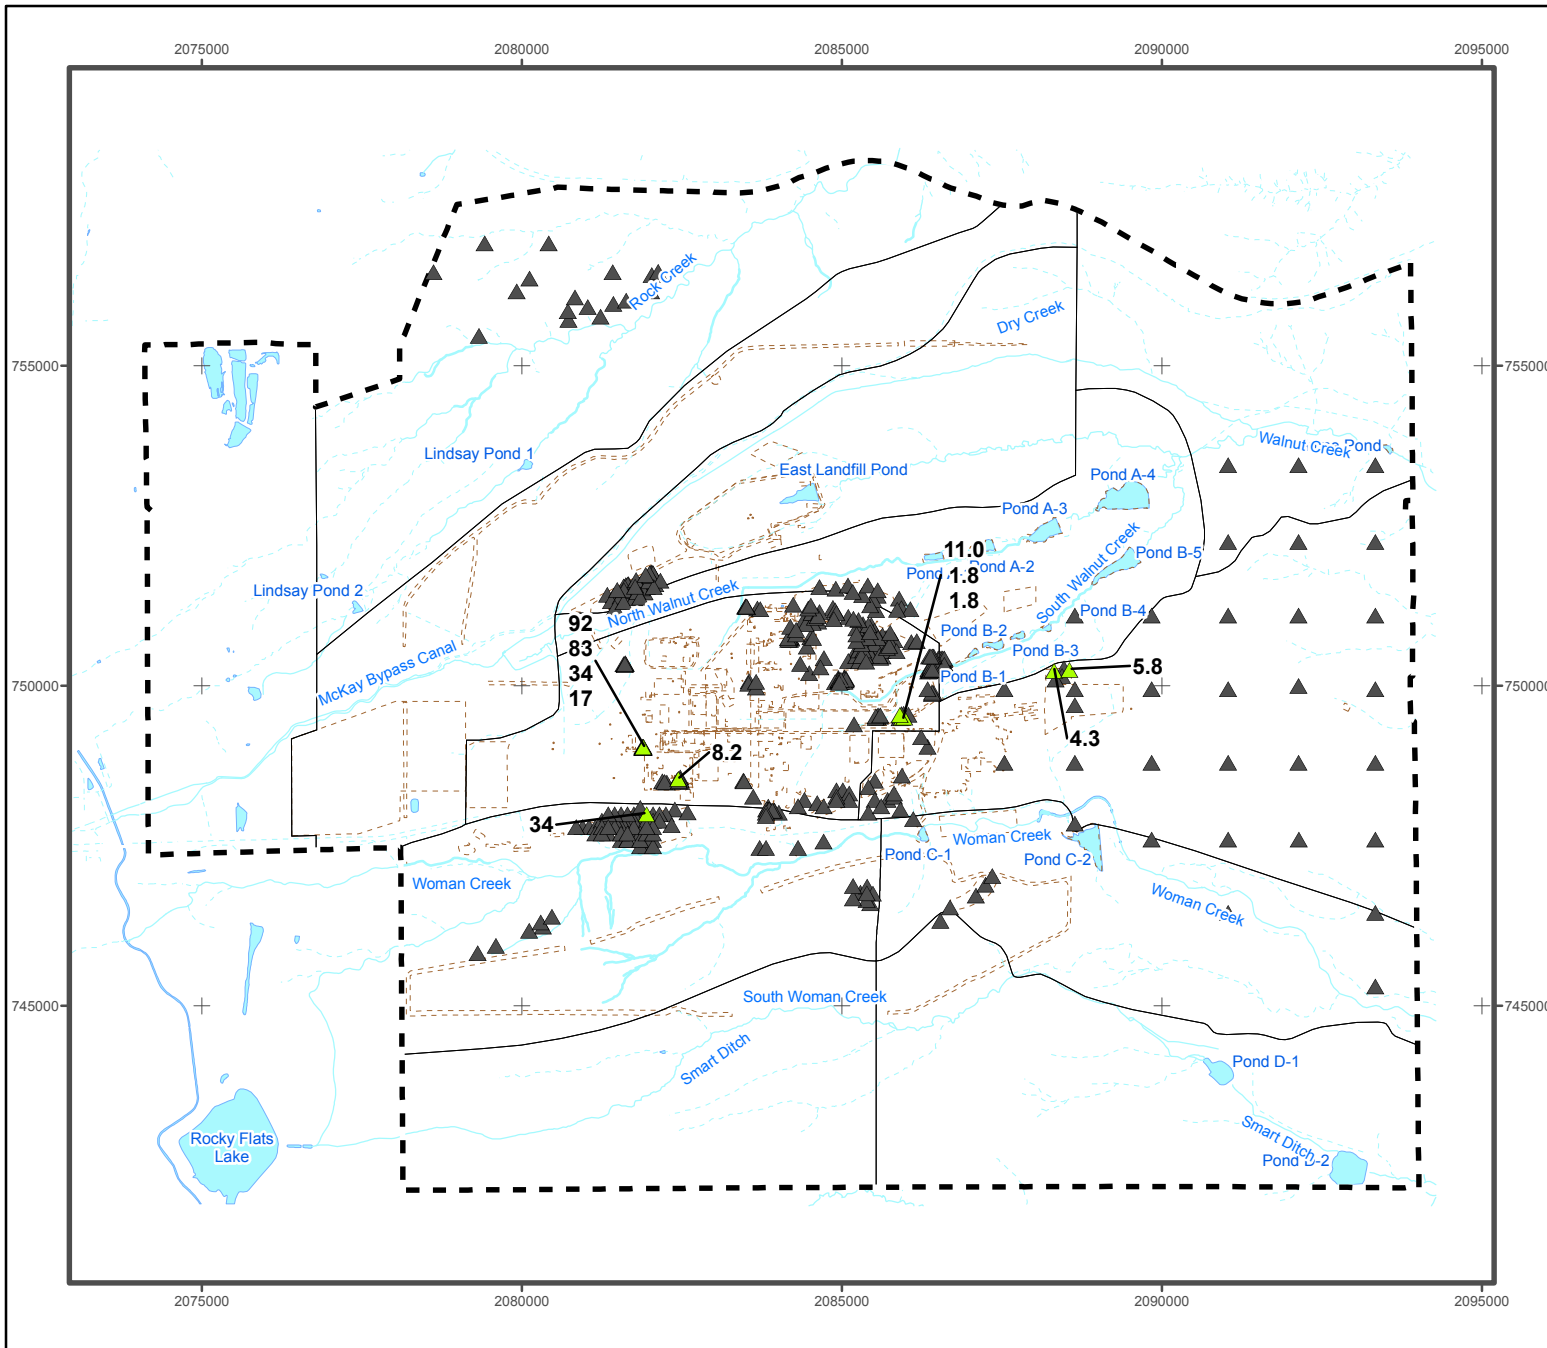 2075000
2080000
2085000
2090000
2095000
Rock Creek
Dry Creek
755000
755000
Lindsay Pond 1
East Landfill Pond
Walnut Creek
Pond
Pond A-4
Pond A-3
11.0
Pond A-2
1.8
1.8
South Walnut Creek
Pond B-5
Lindsay Pond 2
North Walnut Creek
Pond B-4
92
83
34
17
Pond B-2
Pond B-3
McKay Bypass Canal
Pond B-1
5.8
750000
750000
4.3
8.2
34
Woman Creek
Pond C-1
Pond C-2
Woman Creek
Woman Creek
745000
745000
South Woman Creek
Smart Ditch
Pond D-1
Smart Ditch
Pond D-2
Rocky Flats
Lake
2075000
2080000
2085000
2090000
2095000